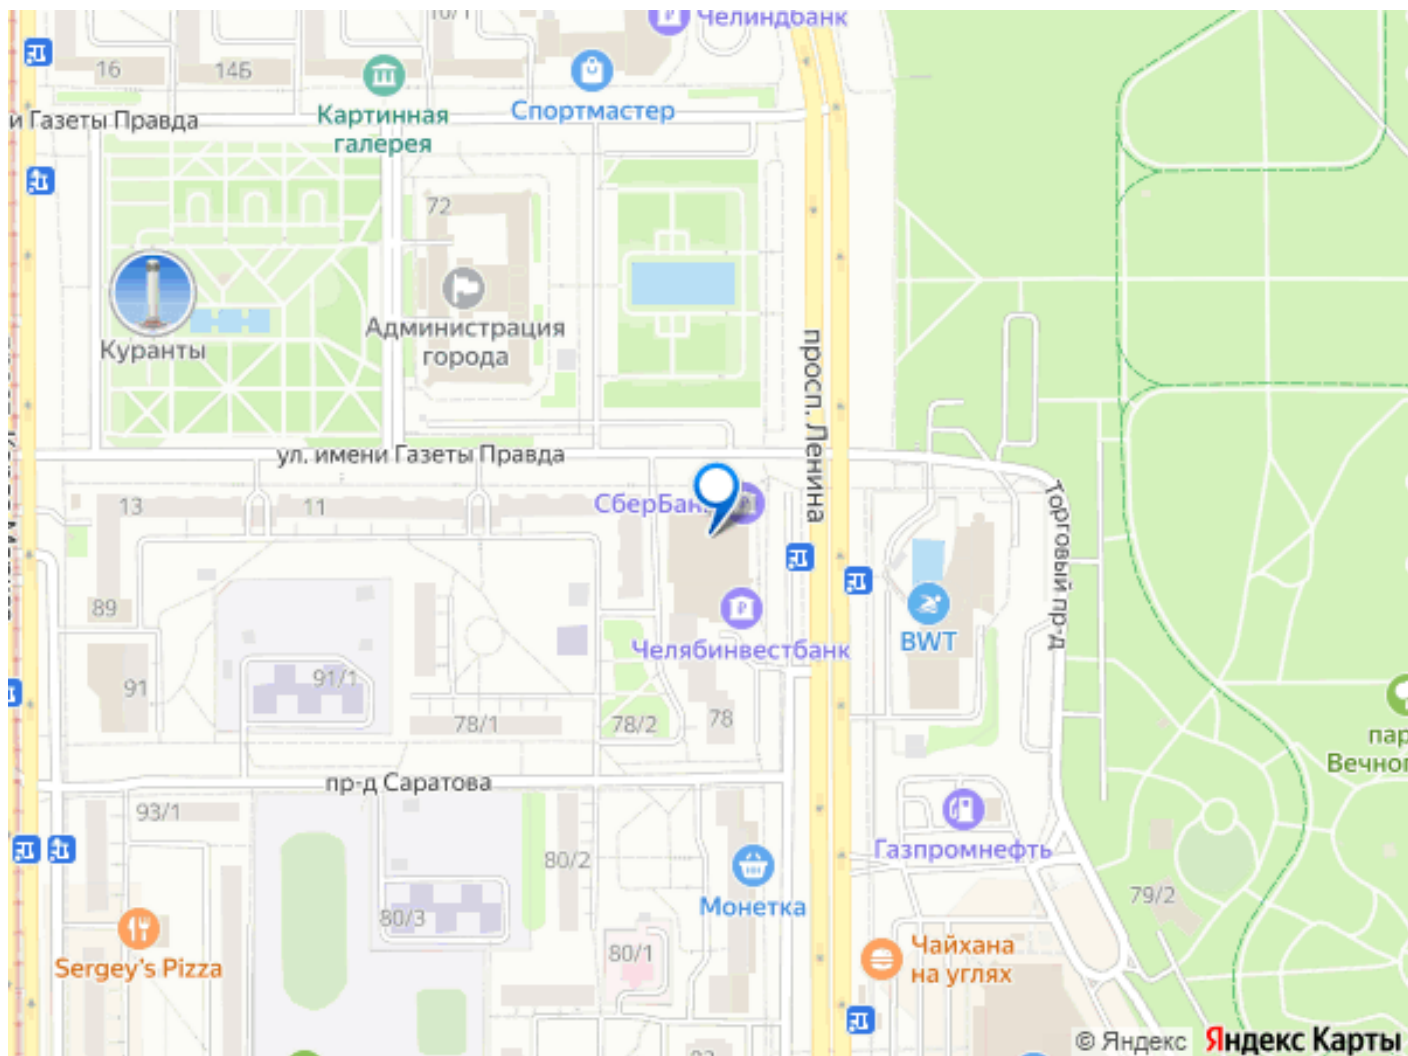 Челиндбанк
16
14Б
Спортмастер
Картинная
галерея
и Газеты Правда
72
Администрация
города
Куранты
просп. Ленина
ул. имени Газеты Правда
Торговый пр-д
13
11
СберБанк
89
Челябинвестбанк
BWT
91
91/1
78/1
78/2
78
пар
Вечног
пр-д Саратова
93/1
80/2
Газпромнефть
79/2
80/3
Монетка
Sergey's Pizza
80/1
Чайхана
на углях
© Яндекс Яндекс Карты